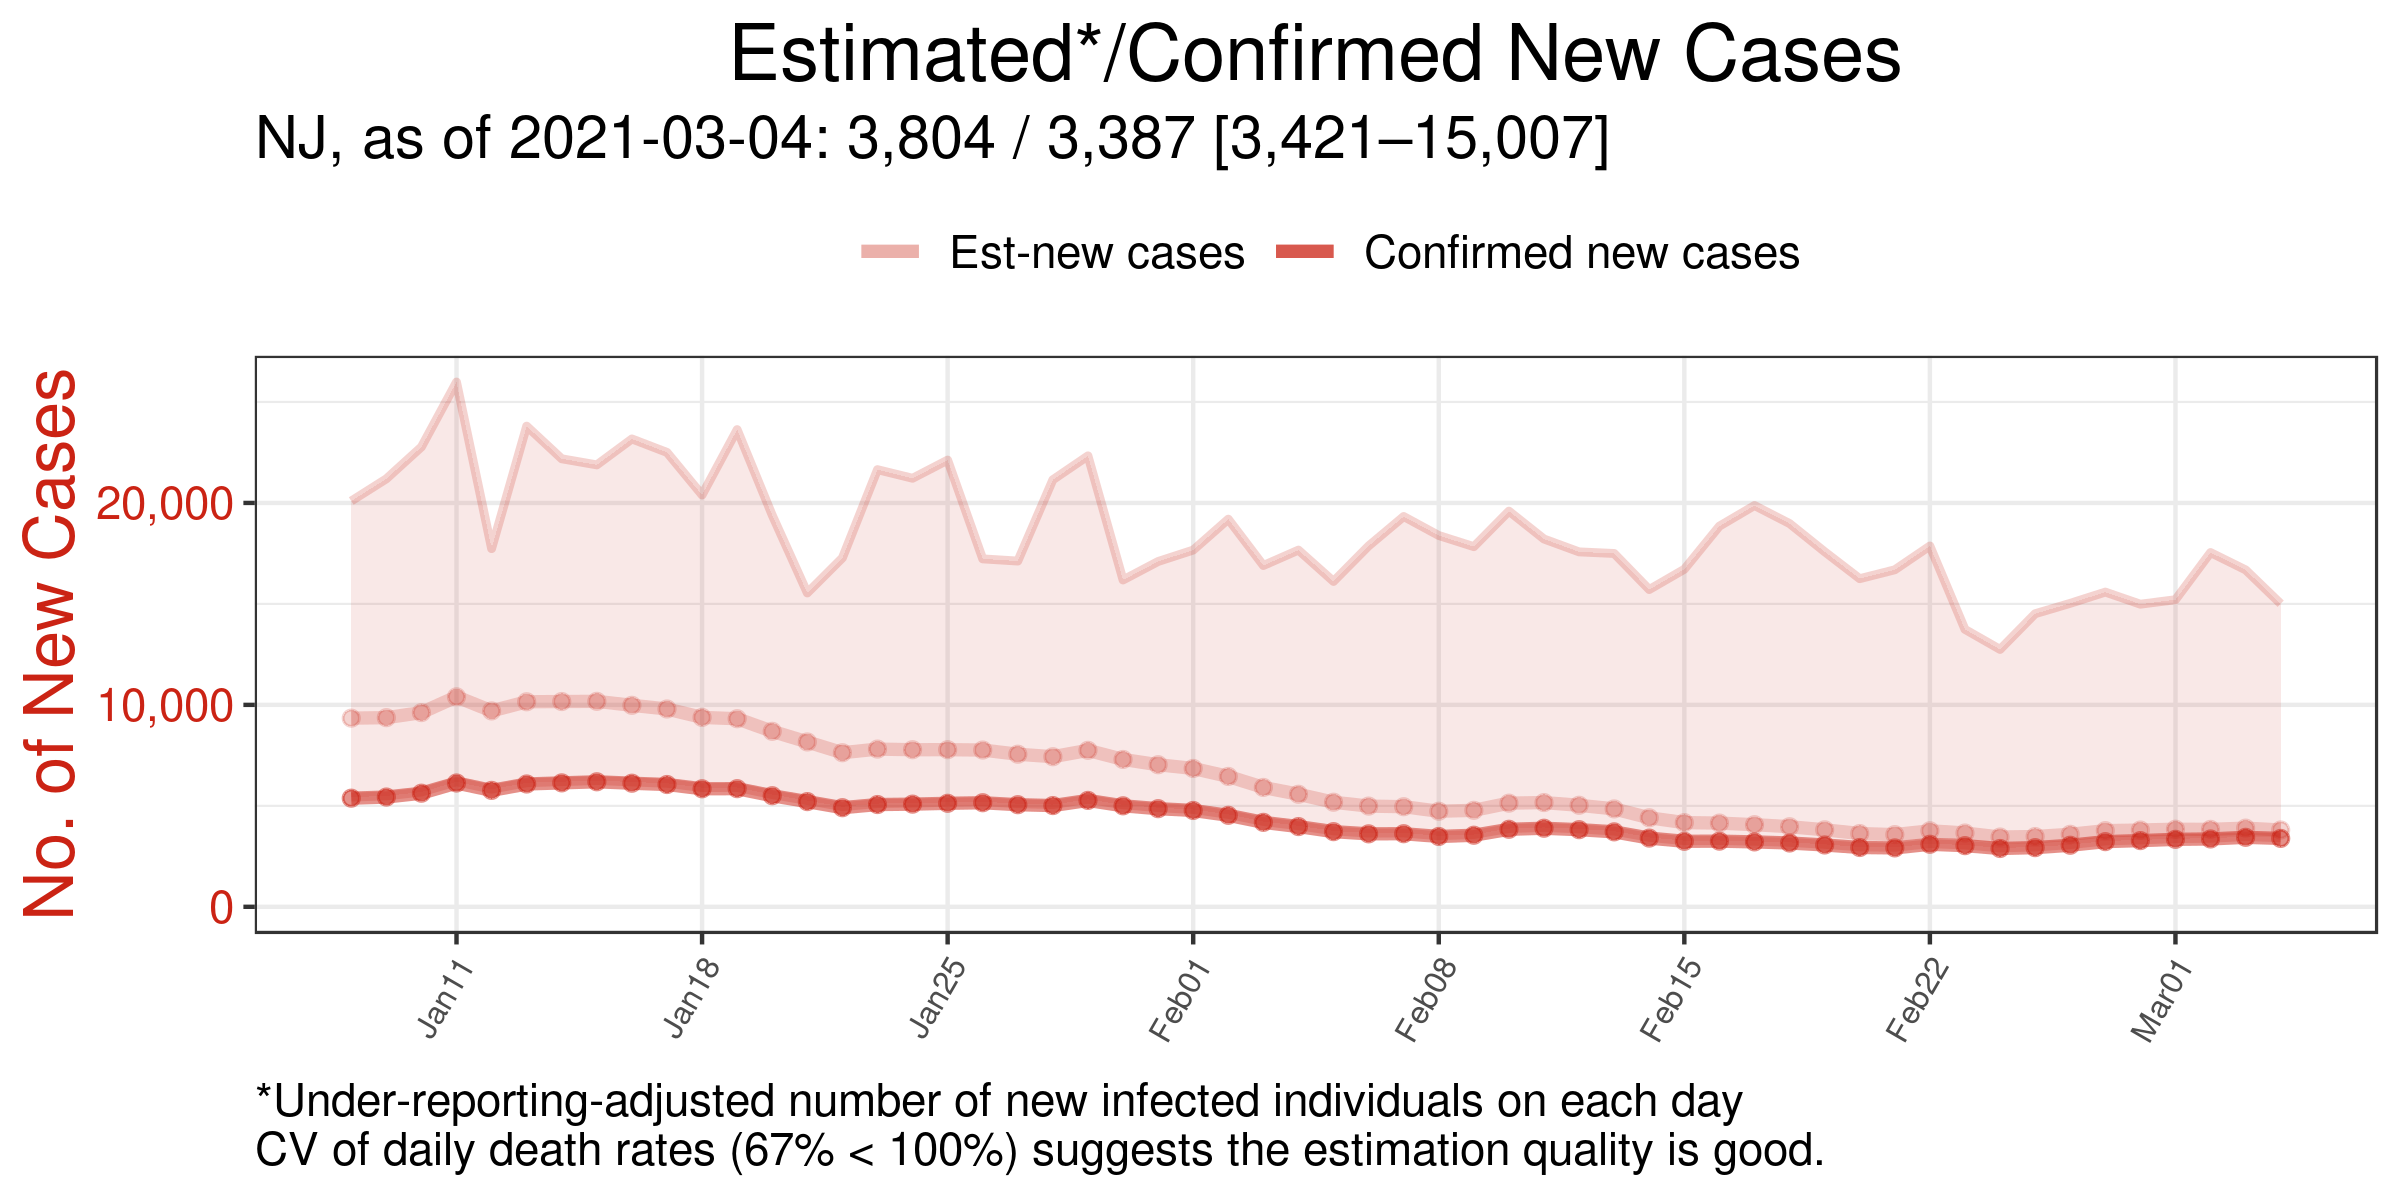 Estimated*/Confirmed New Cases
NJ, as of 2021-03-04: 3,804 / 3,387 [3,421–15,007]
Est-new cases Confirmed new cases
No. of New Cases
20,000
10,000
0
Jan11 Jan18 Jan25 Feb01 Feb08 Feb15 Feb22 Mar01
*Under-reporting-adjusted number of new infected individuals on each day
CV of daily death rates (67% < 100%) suggests the estimation quality is good.